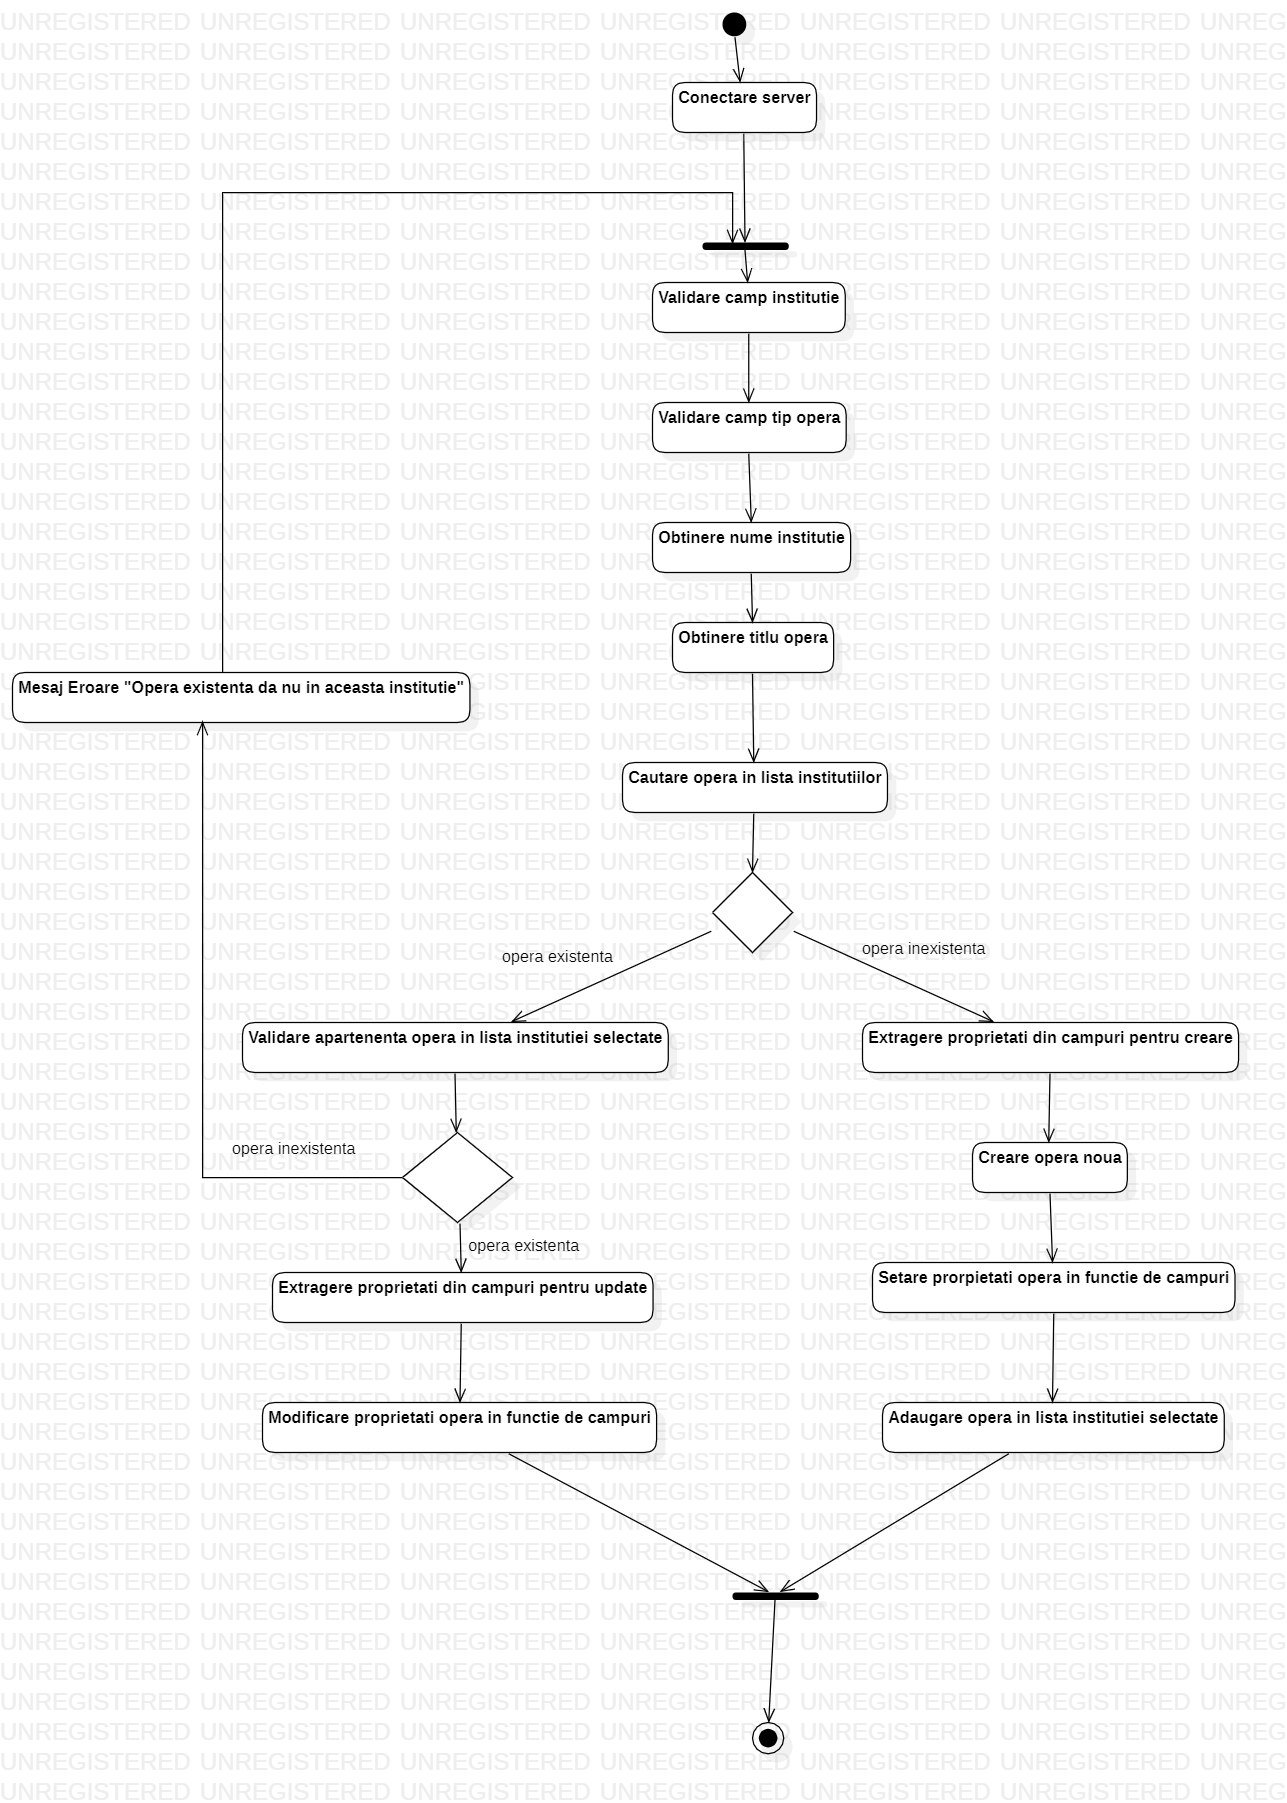 Conectare server
Validare camp institutie
Validare camp tip opera
Obtinere nume institutie
Obtinere titlu opera
Mesaj Eroare "Opera existenta da nu in aceasta institutie"
Cautare opera in lista institutiilor
opera existenta
opera inexistenta
Validare apartenenta opera in lista institutiei selectate
Extragere proprietati din campuri pentru creare
opera inexistenta
Creare opera noua
opera existenta
Extragere proprietati din campuri pentru update
Setare prorpietati opera in functie de campuri
Modificare proprietati opera in functie de campuri
Adaugare opera in lista institutiei selectate
UNREGISTERED